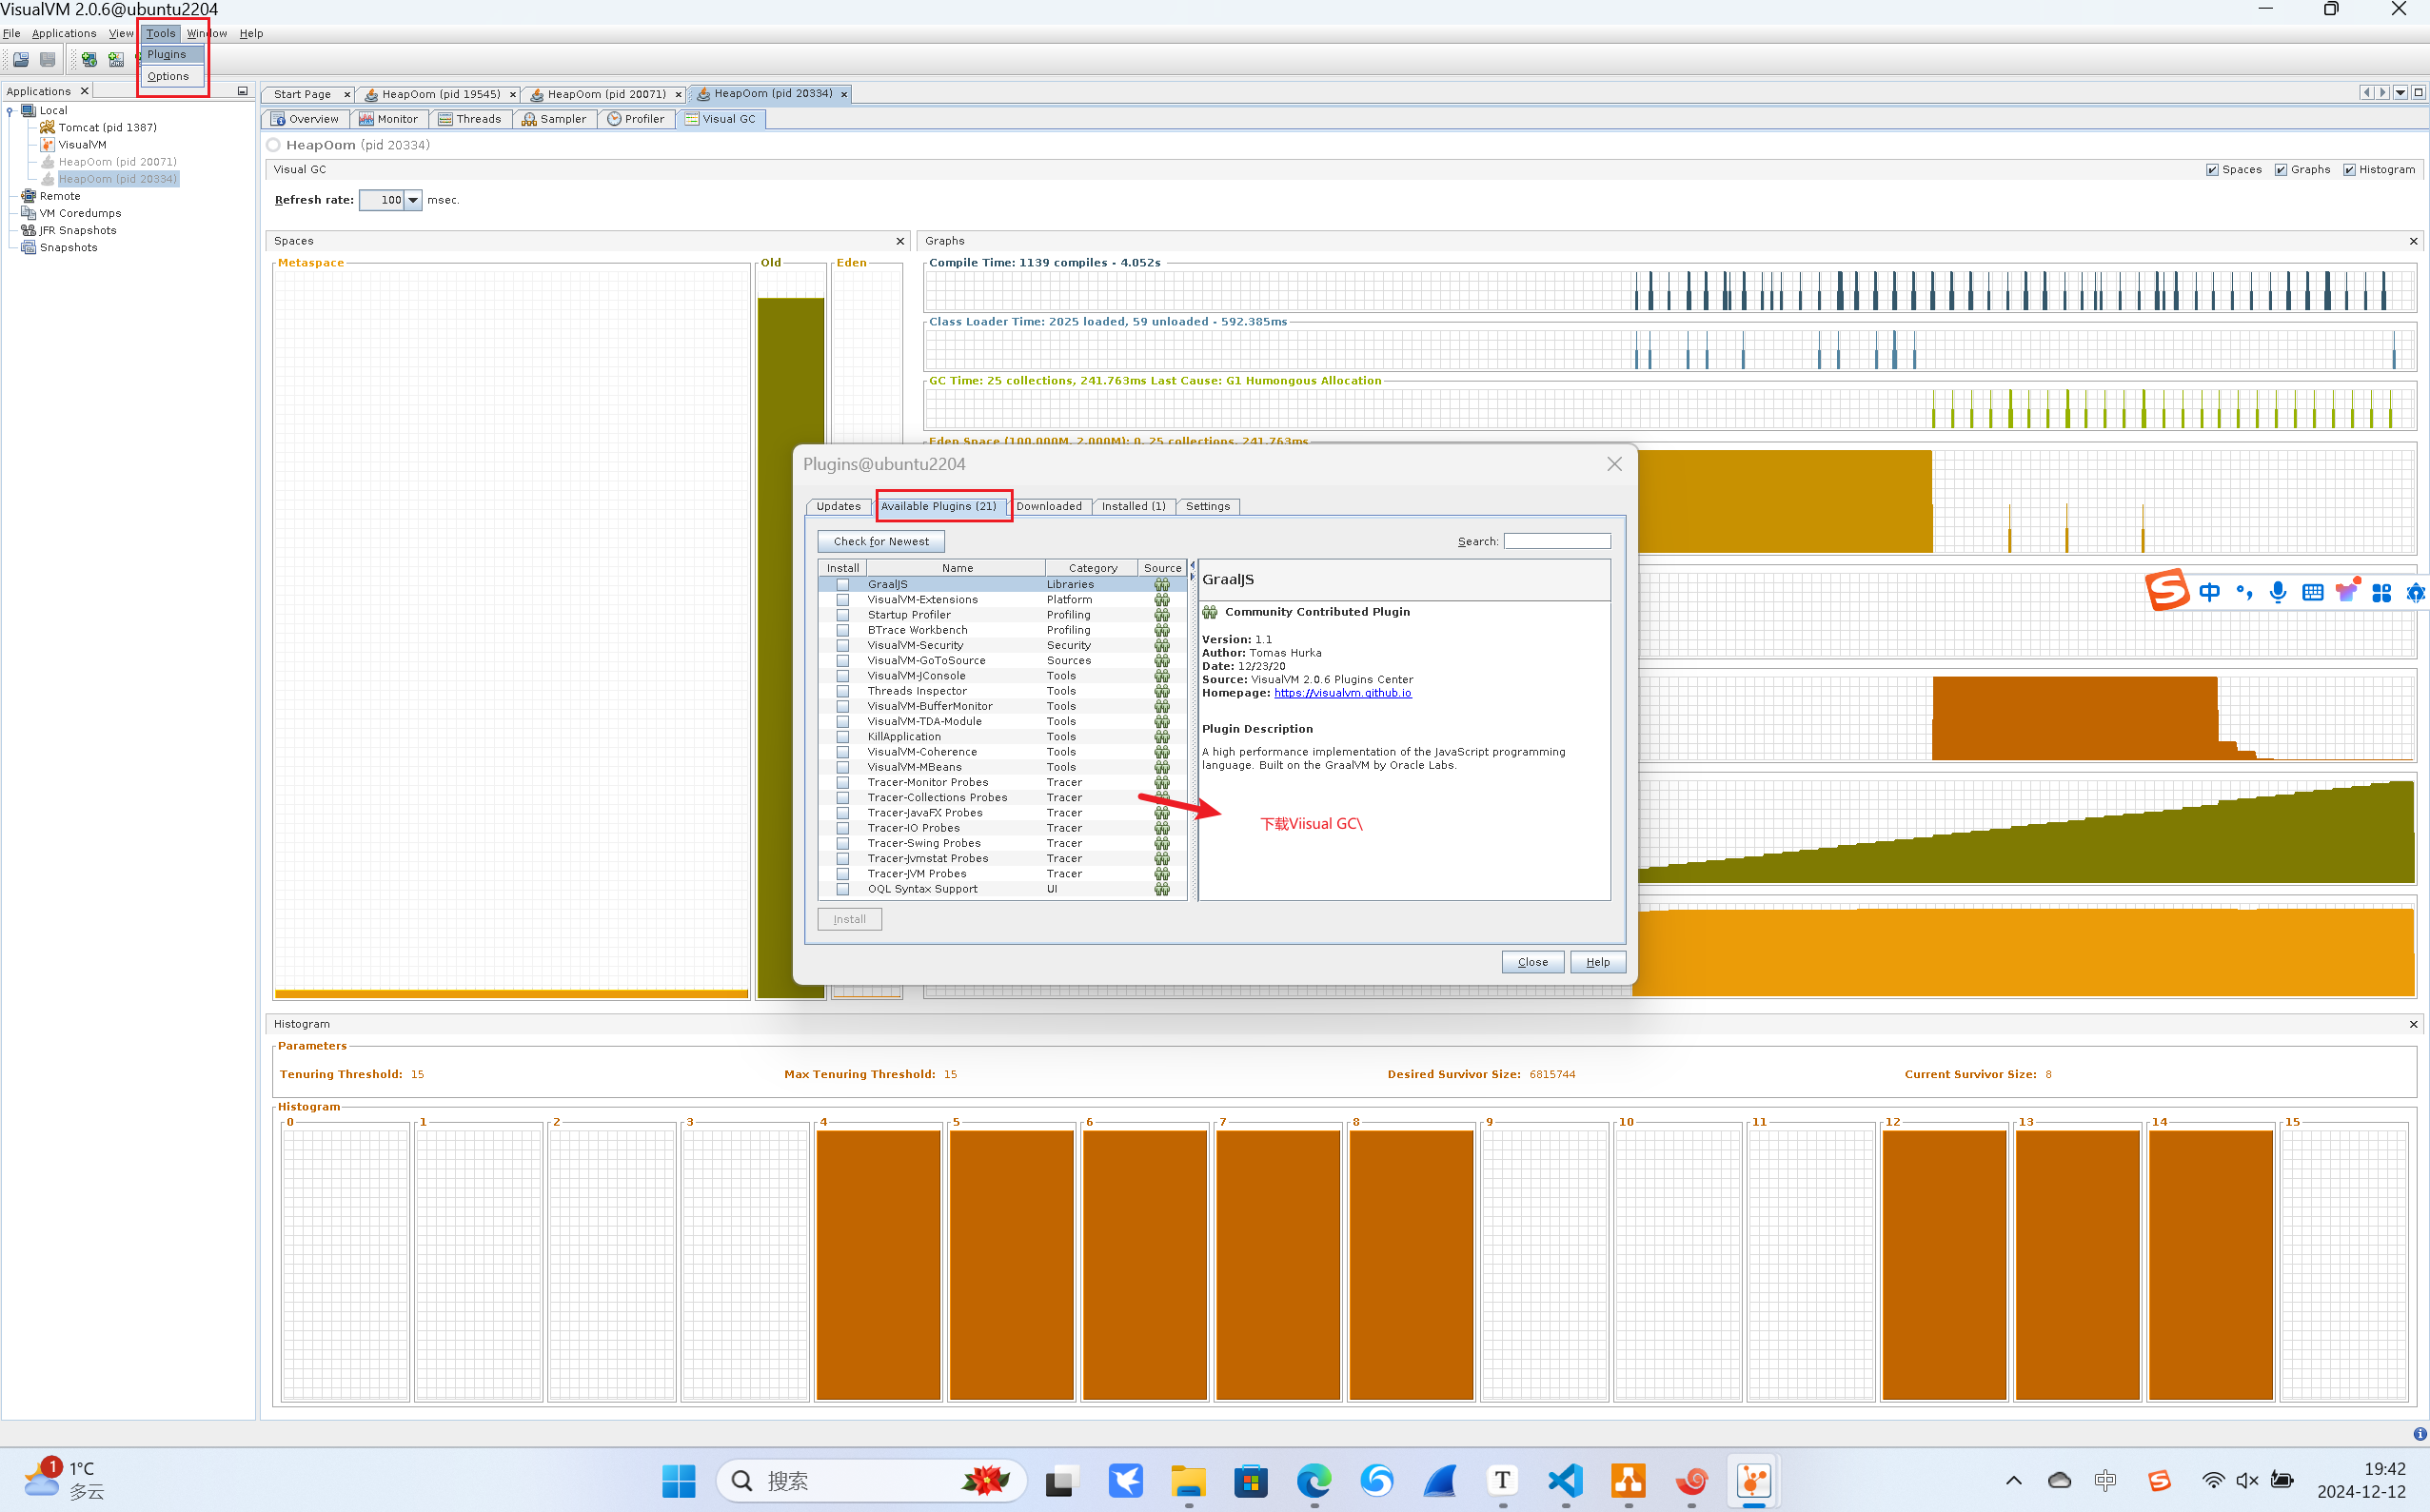 VisualVM 2.0.6@ubuntu2204
File Applications View Tools Window Help
Plugins
Options
Applications
Local
Tomcat (pid 1387)
VisualVM
HeapOom (pid 20071)
HeapOom (pid 20334)
Remote
VM Coredumps
JFR Snapshots
Snapshots
Start Page HeapOom (pid 19545) HeapOom (pid 20071) HeapOom (pid 20334)
Overview Monitor Threads Sampler Profiler Visual GC
HeapOom (pid 20334)
Visual GC Spaces Graphs Histogram
Refresh rate: 100 msec.
Spaces
Metaspace Old Eden
Graphs
Compile Time: 1139 compiles - 4.052s
Class Loader Time: 2025 loaded, 59 unloaded - 592.385ms
GC Time: 25 collections, 241.763ms Last Cause: G1 Humongous Allocation
Eden Space (100.000M, 2.000M): 0, 25 collections, 241.763ms
Plugins@ubuntu2204
Updates Available Plugins (21) Downloaded Installed (1) Settings
Check for Newest Search:
Install Name Category Source
GraalJS Libraries
VisualVM-Extensions Platform
Startup Profiler Profiling
BTrace Workbench Profiling
VisualVM-Security Security
VisualVM-GoToSource Sources
VisualVM-JConsole Tools
Threads Inspector Tools
VisualVM-BufferMonitor Tools
VisualVM-TDA-Module Tools
KillApplication Tools
VisualVM-Coherence Tools
VisualVM-MBeans Tools
Tracer-Monitor Probes Tracer
Tracer-Collections Probes Tracer
Tracer-JavaFX Probes Tracer
Tracer-IO Probes Tracer
Tracer-Swing Probes Tracer
Tracer-Jvmstat Probes Tracer
Tracer-JVM Probes Tracer
OQL Syntax Support UI
GraalJS
Community Contributed Plugin
Version: 1.1
Author: Tomas Hurka
Date: 12/23/20
Source: VisualVM 2.0.6 Plugins Center
Homepage: https://visualvm.github.io
Plugin Description
A high performance implementation of the JavaScript programming
language. Built on the GraalVM by Oracle Labs.
下载Viisual GC\
Install
Close Help
中
Histogram
Parameters
Tenuring Threshold: 15 Max Tenuring Threshold: 15 Desired Survivor Size: 6815744 Current Survivor Size: 8
Histogram
0 1 2 3 4 5 6 7 8 9 10 11 12 13 14 15
1 1°C
多云
搜索
中
19:42
2024-12-12